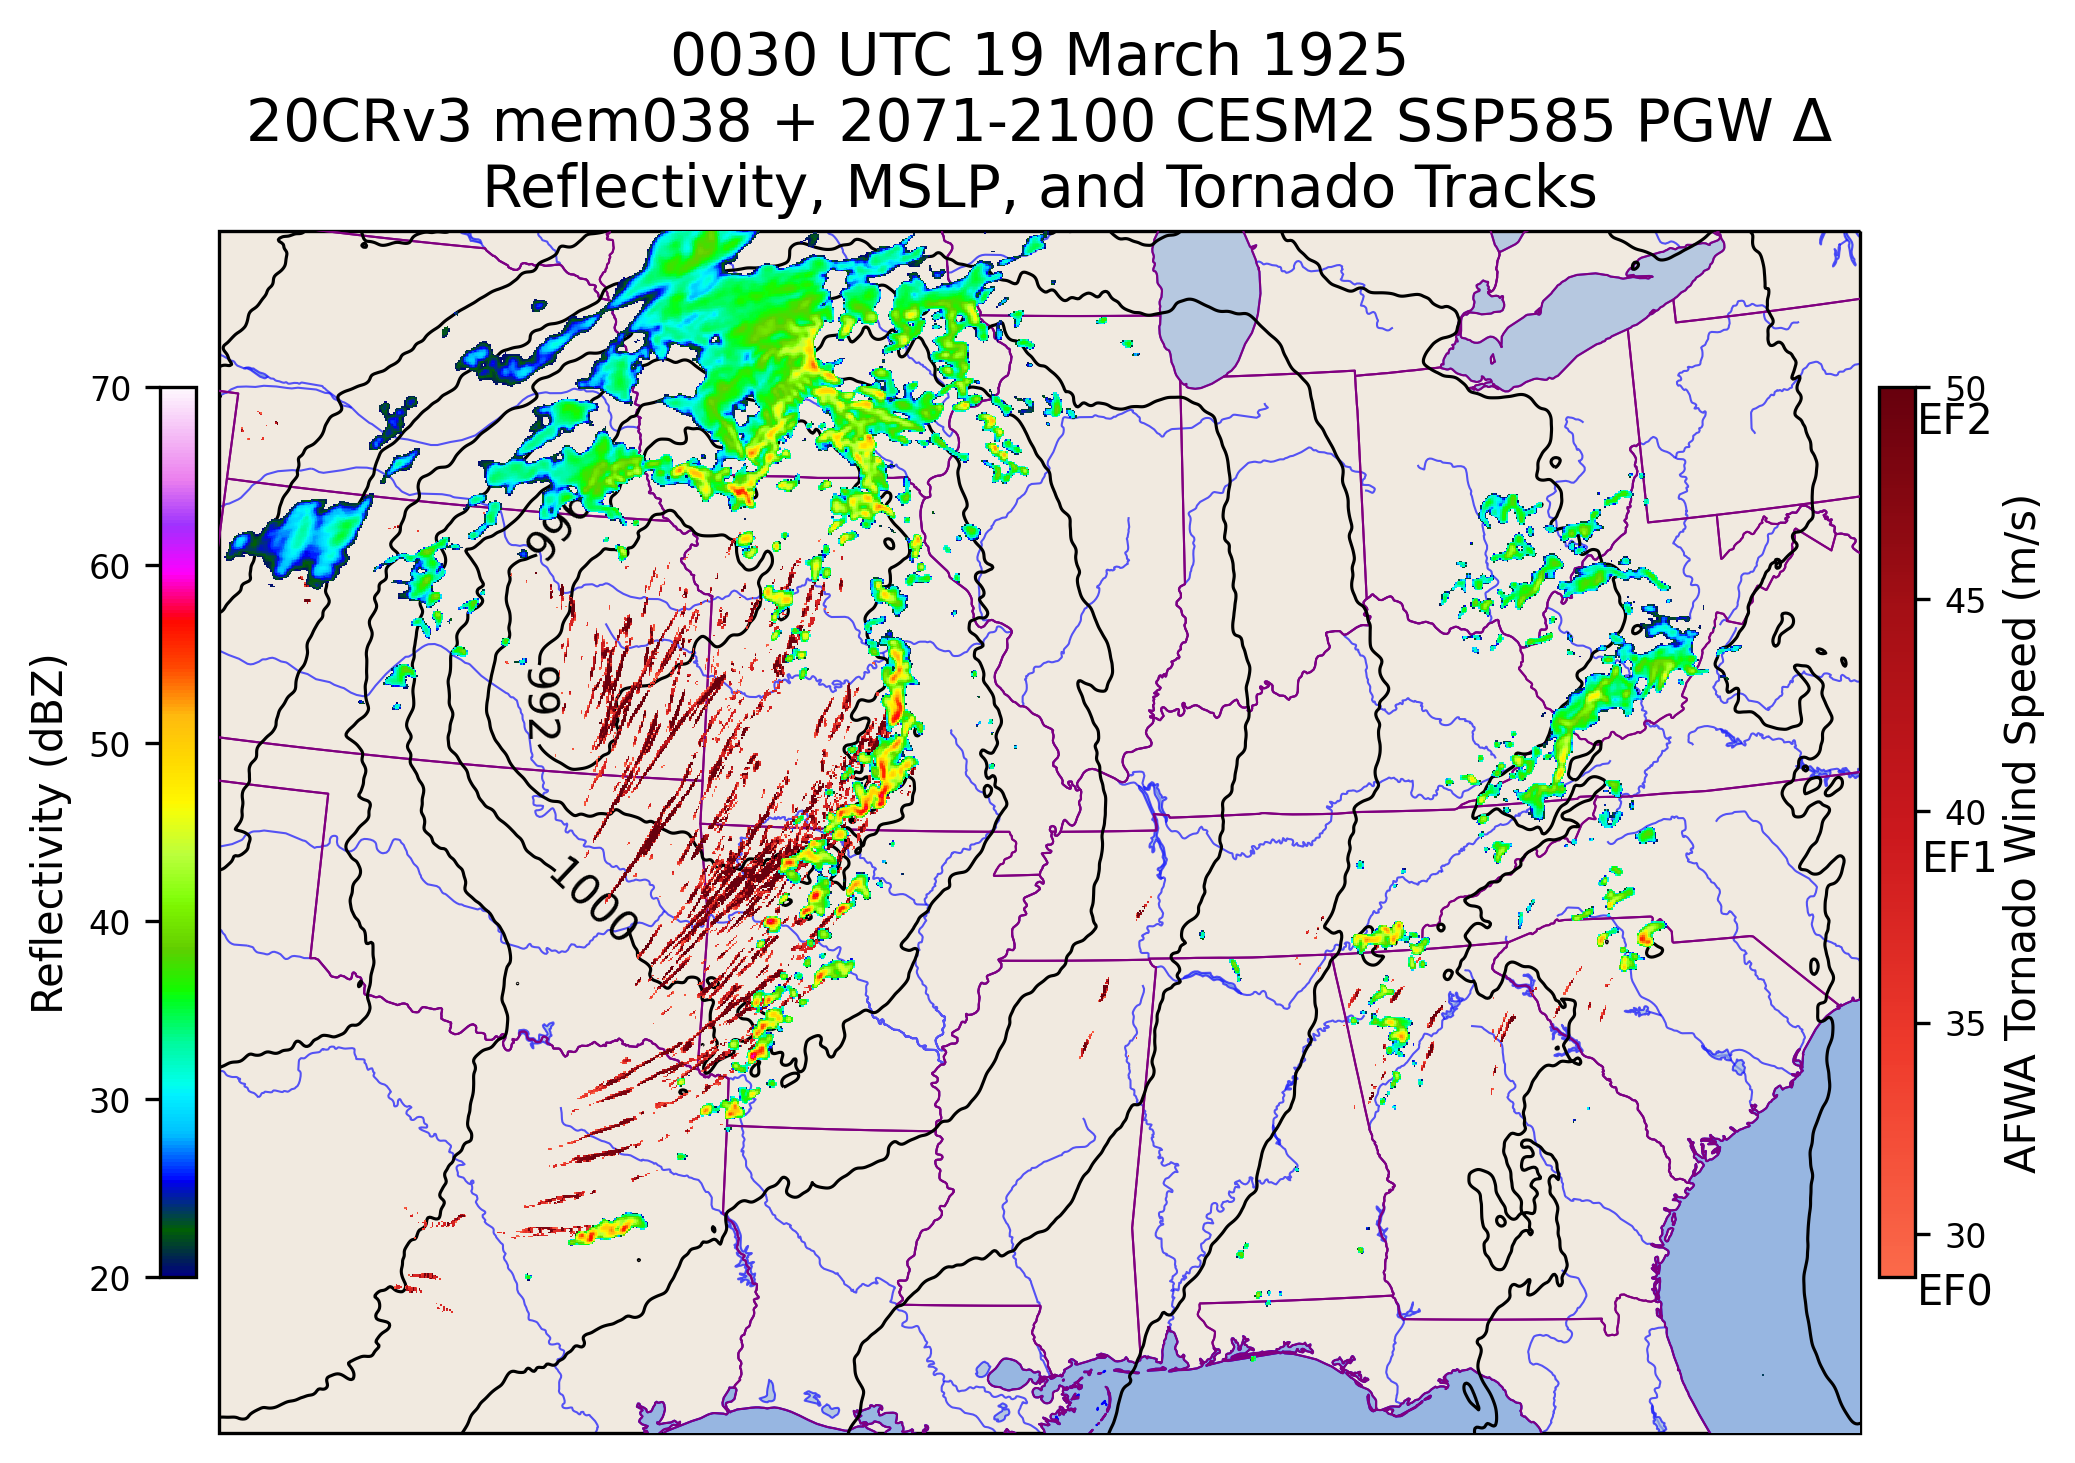 0030 UTC 19 March 1925
20CRv3 mem038 + 2071-2100 CESM2 SSP585 PGW Δ
Reflectivity, MSLP, and Tornado Tracks
70
60
50
40
30
20
Reflectivity (dBZ)
996
992
1000
50
EF2
45
40
EF1
35
30
EF0
AFWA Tornado Wind Speed (m/s)